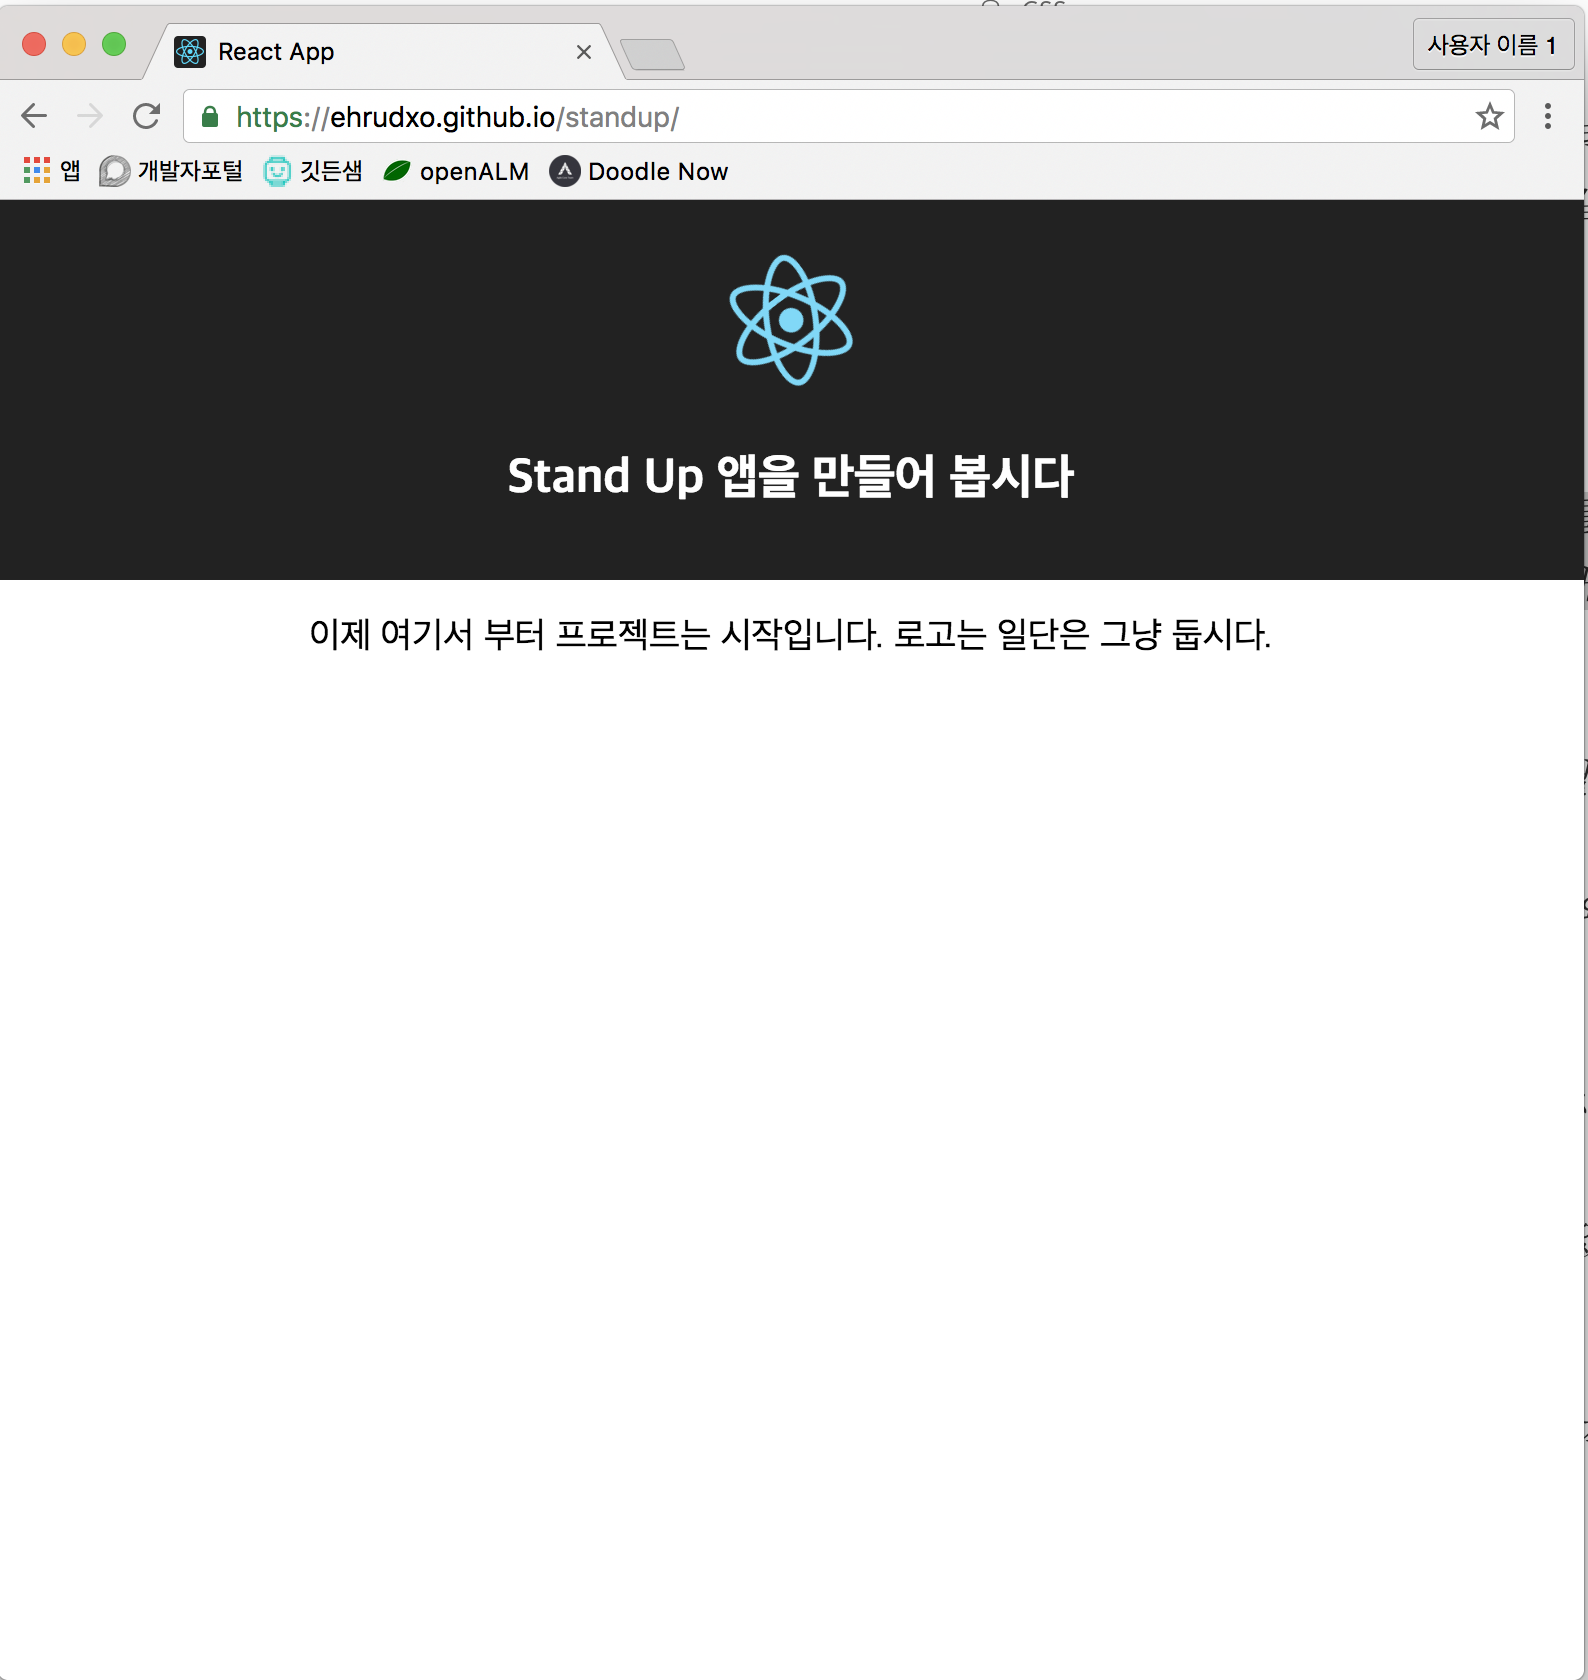 React App
사용자 이름 1
https://ehrudxo.github.io/standup/
앱 개발자포털 깃든샘 openALM Doodle Now
Stand Up 앱을 만들어 봅시다
이제 여기서 부터 프로젝트는 시작입니다. 로고는 일단은 그냥 둡시다.